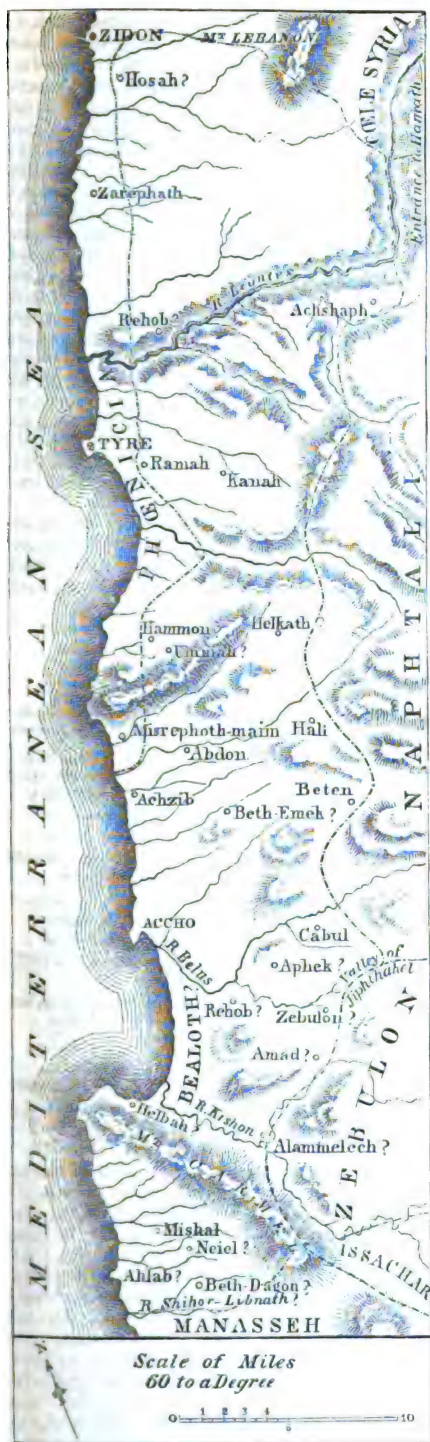 ZIDON
Mᵀ LEBANON
Hosah?
CŒLE SYRIA
Entrance to Hamath
Zarephath
R. Leontes
Rehob?
Achshaph
MEDITERRANEAN SEA
PHŒNICIA
TYRE
Ramah
Kanah
NAPHTALI
Hammon
Helkath
Ummah?
Misrephoth-maim
Hali
Abdon
Achzib
Beten
Beth-Emek?
ACCHO
R. Belus
Cabul
Aphek?
Valley of
Jiphthahel
Rehob?
Zebulon?
BEALOTH?
Amad?
ZEBULON
Helbah
R. Kishon
Alammelech?
Mᵀ CARMEL
Mishal
Neiel?
ISSACHAR
Ahlab?
Beth-Dagon?
R. Shihor-Libnath?
MANASSEH
N.
Scale of Miles
60 to a Degree
0 1 2 3 4 10